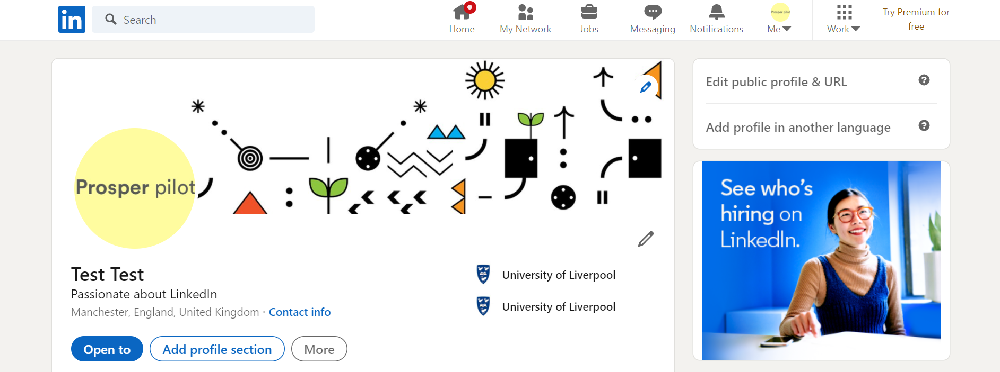 in
Search
Home
My Network
Jobs
Messaging
Notifications
Prosper pilot
Me
Work
Try Premium for
free
Prosper pilot
Test Test
Passionate about LinkedIn
Manchester, England, United Kingdom · Contact info
University of Liverpool
University of Liverpool
Open to
Add profile section
More
Edit public profile & URL
?
Add profile in another language
?
See who's
hiring on
LinkedIn.